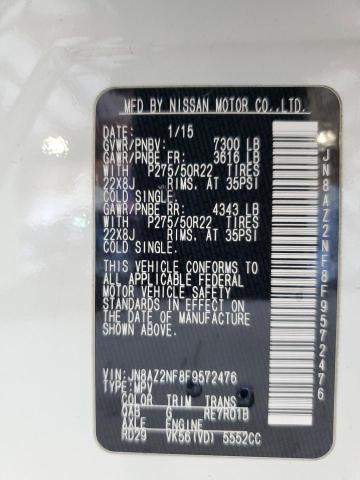 MFD BY NISSAN MOTOR CO.,LTD.
DATE: 1/15
GVWR/PNBV: 7300 LB
GAWR/PNBE FR: 3616 LB
WITH P275/50R22 TIRES
22X8J RIMS. AT 35PSI
COLD SINGLE.
GAWR/PNBE RR: 4343 LB
WITH P275/50R22 TIRES
22X8J RIMS. AT 35PSI
COLD SINGLE.
THIS VEHICLE CONFORMS TO
ALL APPLICABLE FEDERAL
MOTOR VEHICLE SAFETY
STANDARDS IN EFFECT ON
THE DATE OF MANUFACTURE
SHOWN ABOVE.
VIN:JN8AZ2NF8F9572476
TYPE:MPV
COLOR TRIM TRANS
QAB G RE7R01B
AXLE ENGINE
RD29 VK56(VD) 5552CC
JN8AZ2NF8F9572476